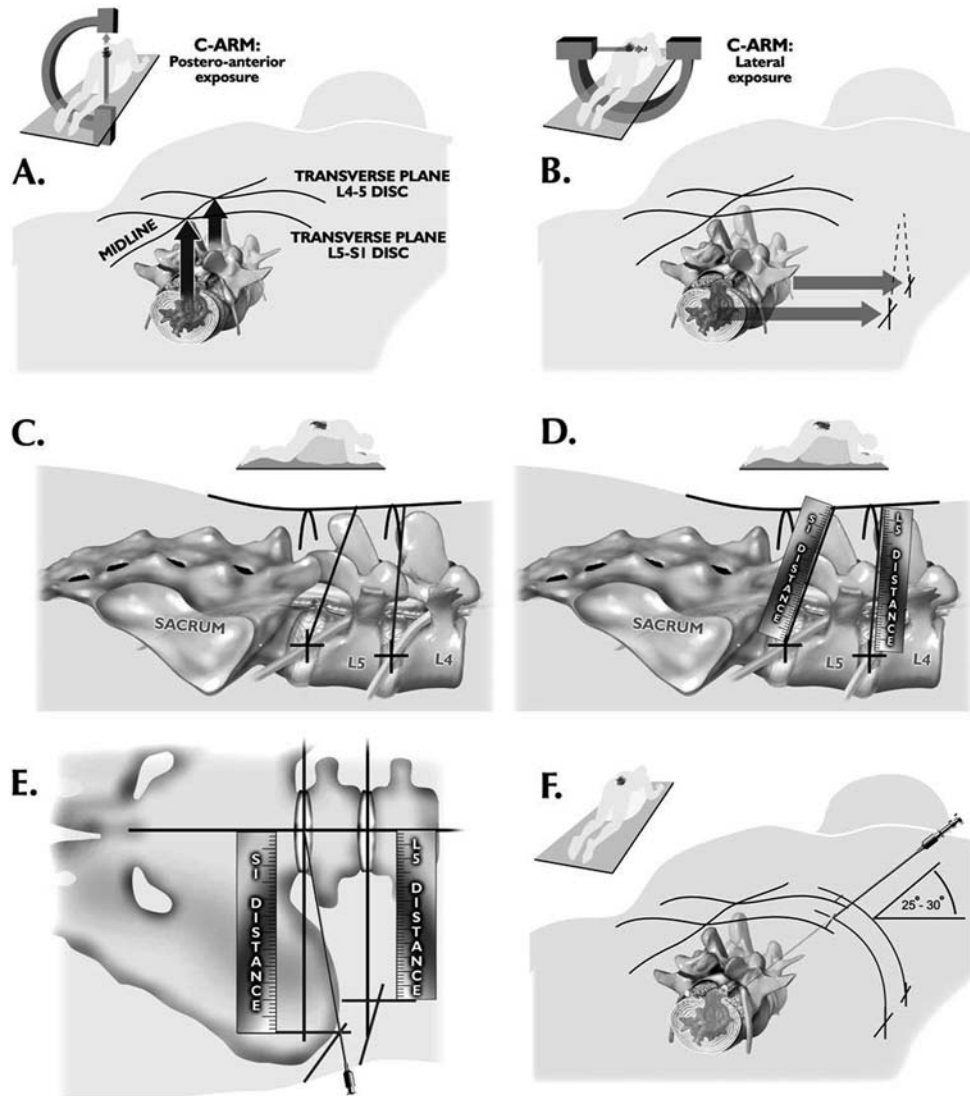 C-ARM:
Postero-anterior
exposure
A.
TRANSVERSE PLANE
L4-5 DISC
MIDLINE
TRANSVERSE PLANE
L5-S1 DISC
C-ARM:
Lateral
exposure
B.
C.
SACRUM
L5
L4
D.
S1 DISTANCE
L5 DISTANCE
SACRUM
L5
L4
E.
S1 DISTANCE
L5 DISTANCE
F.
25°-30°